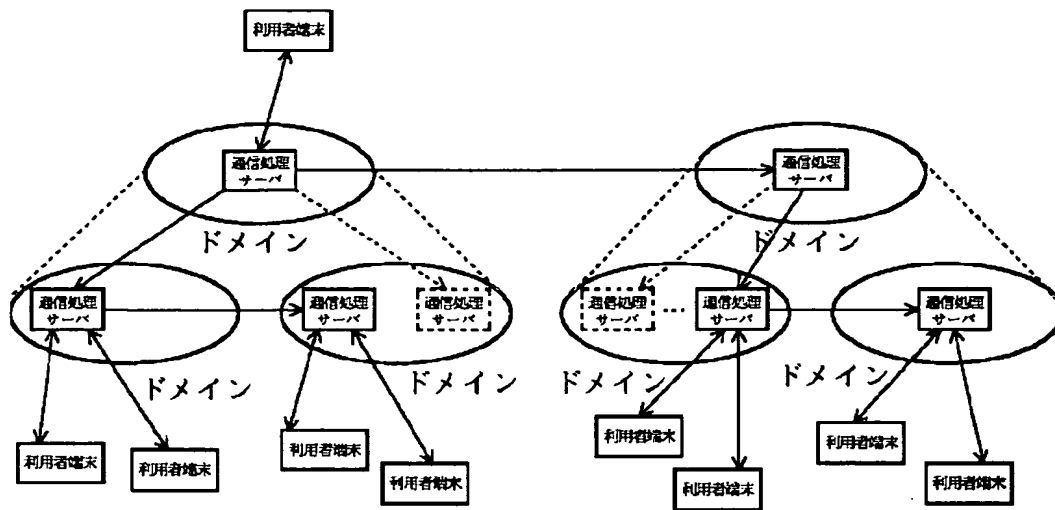 利用者端末
通信処理
サーバ
通信処理
サーバ
ドメイン
ドメイン
通信処理
サーバ
通信処理
サーバ
通信処理
サーバ
通信処理
サーバ
...
通信処理
サーバ
通信処理
サーバ
ドメイン
ドメイン
ドメイン
ドメイン
利用者端末
利用者端末
利用者端末
利用者端末
利用者端末
利用者端末
利用者端末
利用者端末